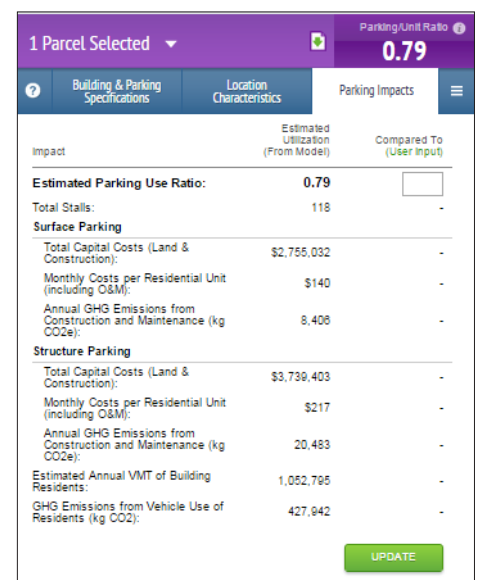 1 Parcel Selected
Parking/Unit Ratio
0.79
? Building & Parking Specifications Location Characteristics Parking Impacts
Impact Estimated Utilization (From Model) Compared To (User Input)
Estimated Parking Use Ratio: 0.79
Total Stalls: 118 -
Surface Parking
Total Capital Costs (Land &
Construction): $2,755,032 -
Monthly Costs per Residential Unit
(including O&M): $140 -
Annual GHG Emissions from
Construction and Maintenance (kg
CO2e): 8,406 -
Structure Parking
Total Capital Costs (Land &
Construction): $3,739,403 -
Monthly Costs per Residential Unit
(including O&M): $217 -
Annual GHG Emissions from
Construction and Maintenance (kg
CO2e): 20,483 -
Estimated Annual VMT of Building
Residents: 1,052,795 -
GHG Emissions from Vehicle Use of
Residents (kg CO2): 427,942 -
UPDATE